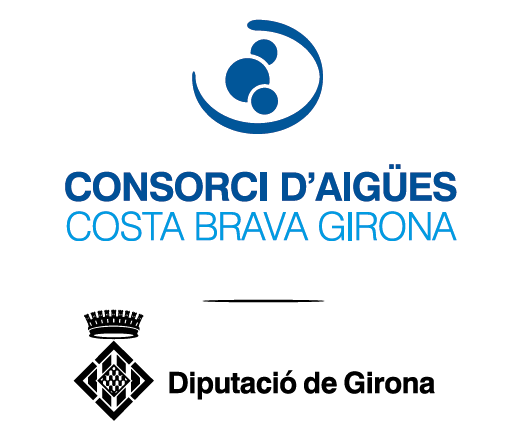 CONSORCI D'AIGÜES
COSTA BRAVA GIRONA
Diputació de Girona